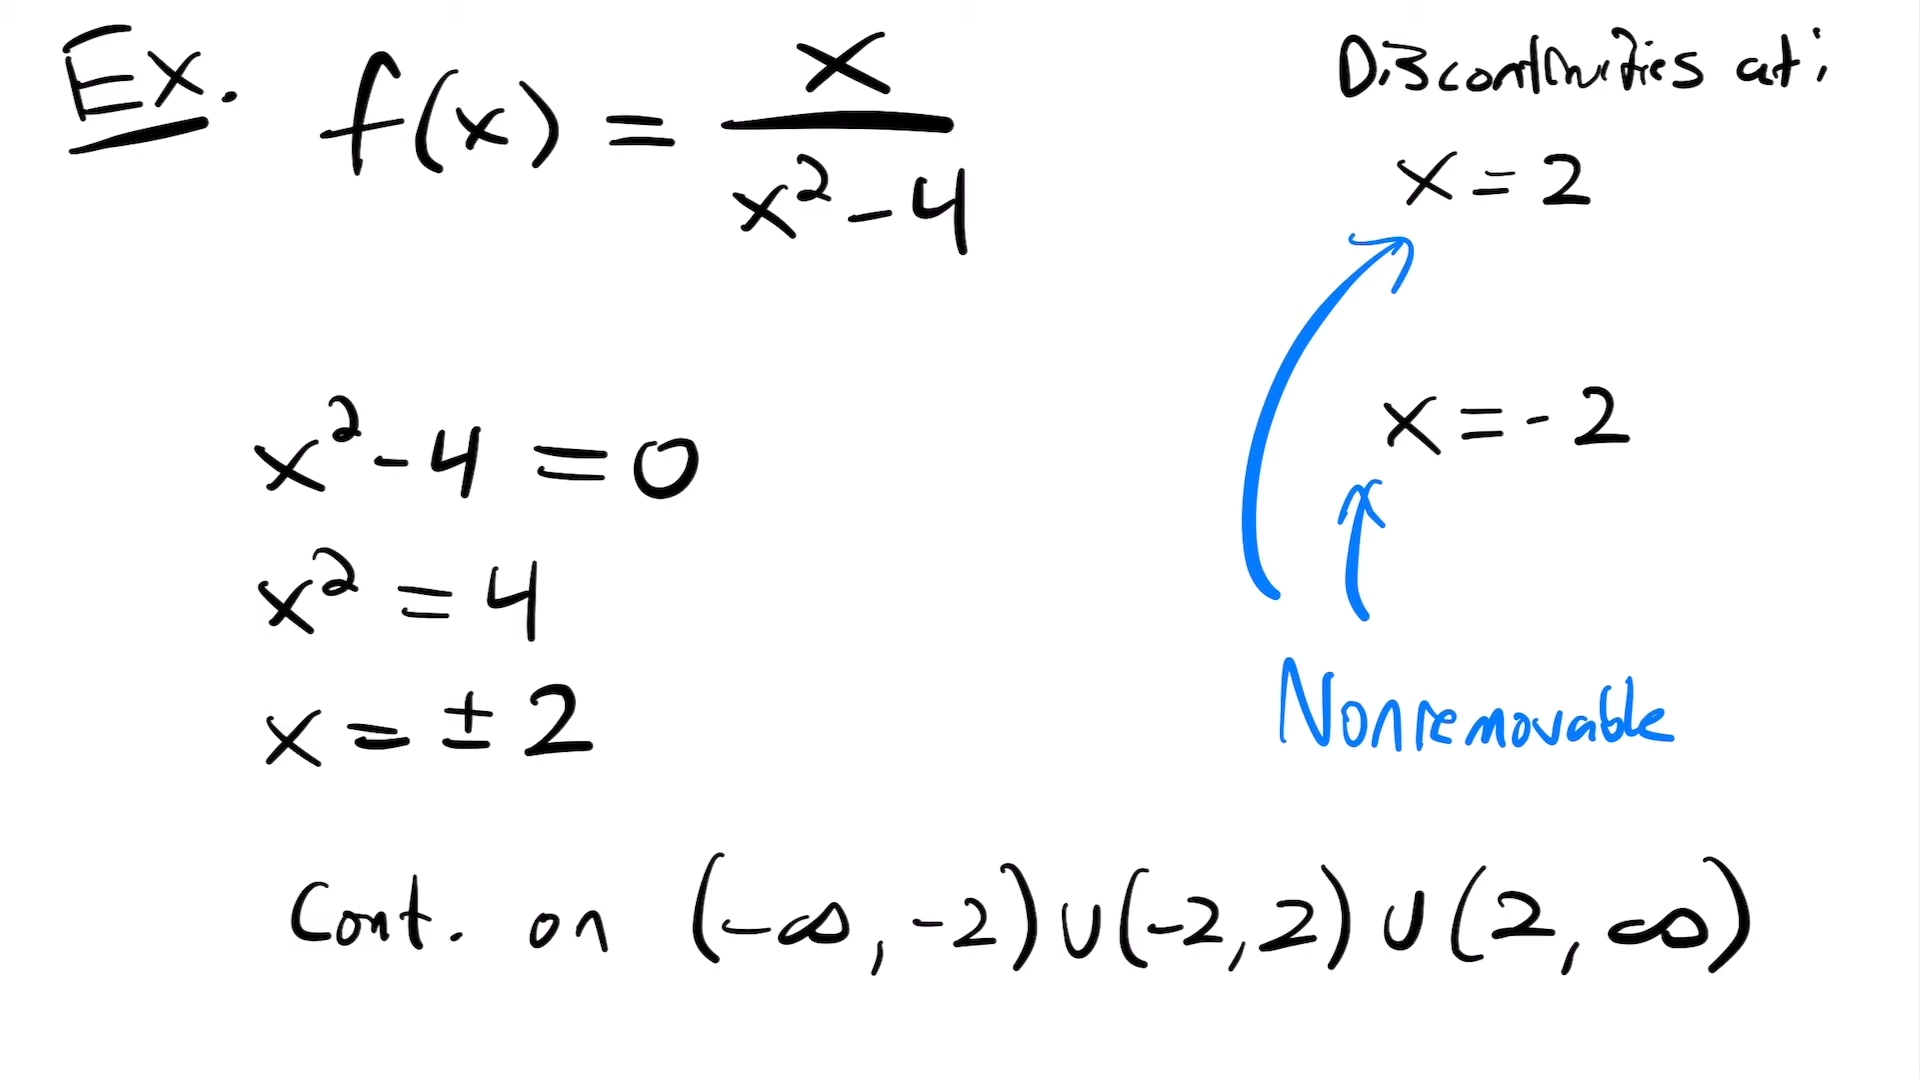 Ex. f(x) = x / (x² - 4)
x² - 4 = 0
x² = 4
x = ± 2
Discontinuities at:
x = 2
x = -2
Nonremovable
Cont. on (-∞, -2) ∪ (-2, 2) ∪ (2, ∞)